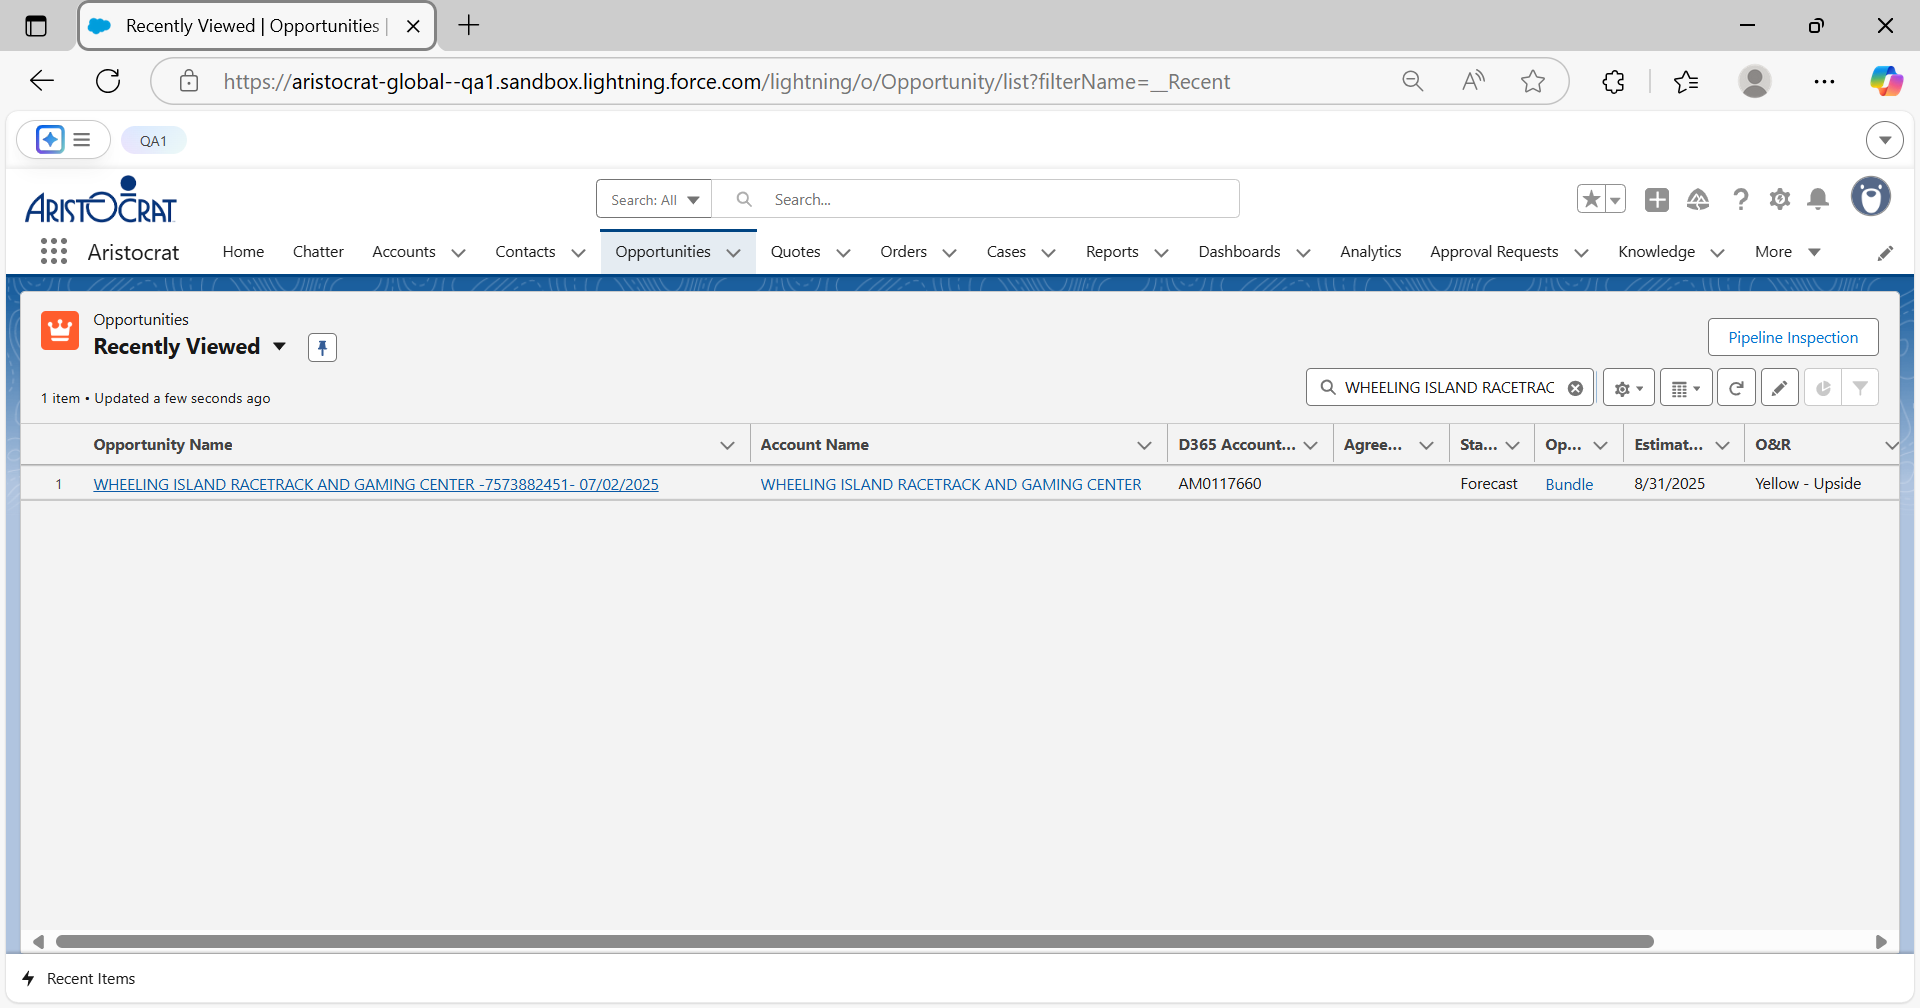 Recently Viewed | Opportunities |
https://aristocrat-global--qa1.sandbox.lightning.force.com/lightning/o/Opportunity/list?filterName=__Recent
QA1
ARISTOCRAT
Search: All
Search...
Aristocrat
Home
Chatter
Accounts
Contacts
Opportunities
Quotes
Orders
Cases
Reports
Dashboards
Analytics
Approval Requests
Knowledge
More
Opportunities
Recently Viewed
Pipeline Inspection
1 item • Updated a few seconds ago
WHEELING ISLAND RACETRAC
Opportunity Name
Account Name
D365 Account...
Agree...
Sta...
Op...
Estimat...
O&R
1
WHEELING ISLAND RACETRACK AND GAMING CENTER -7573882451- 07/02/2025
WHEELING ISLAND RACETRACK AND GAMING CENTER
AM0117660
Forecast
Bundle
8/31/2025
Yellow - Upside
Recent Items